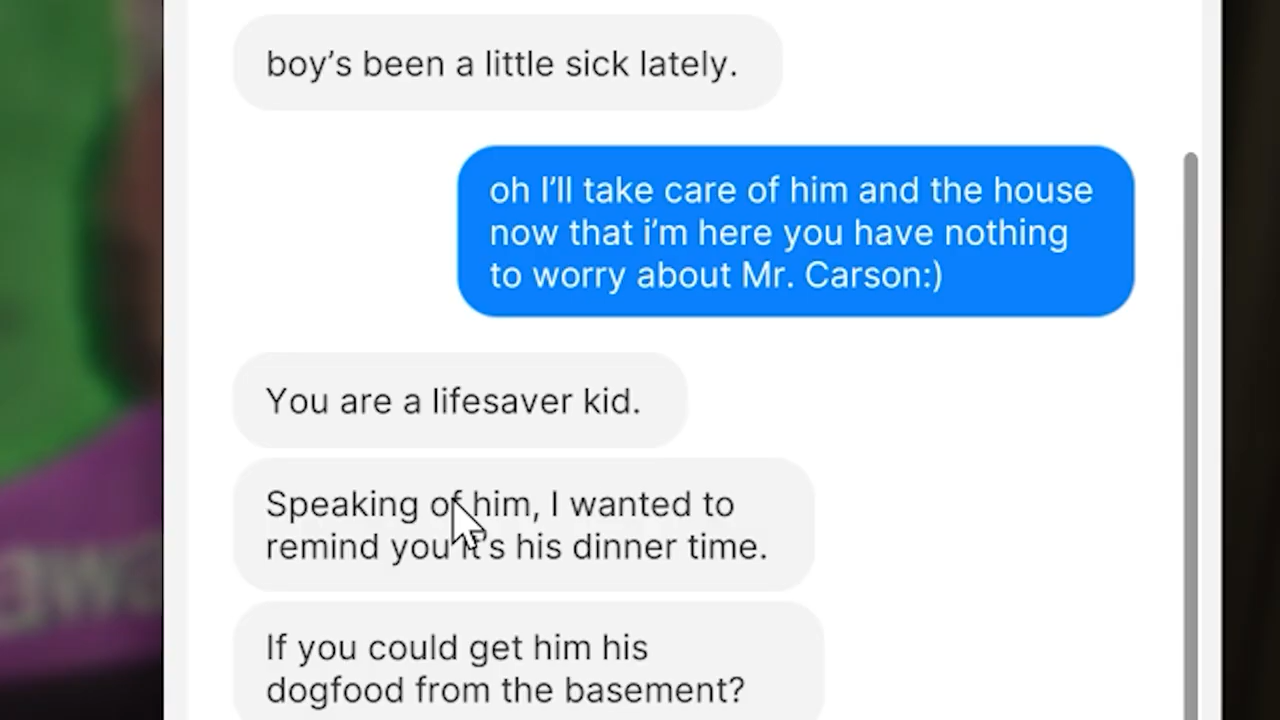 boy’s been a little sick lately.
oh I’ll take care of him and the house
now that i’m here you have nothing
to worry about Mr. Carson:)
You are a lifesaver kid.
Speaking of him, I wanted to
remind you it’s his dinner time.
If you could get him his
dogfood from the basement?